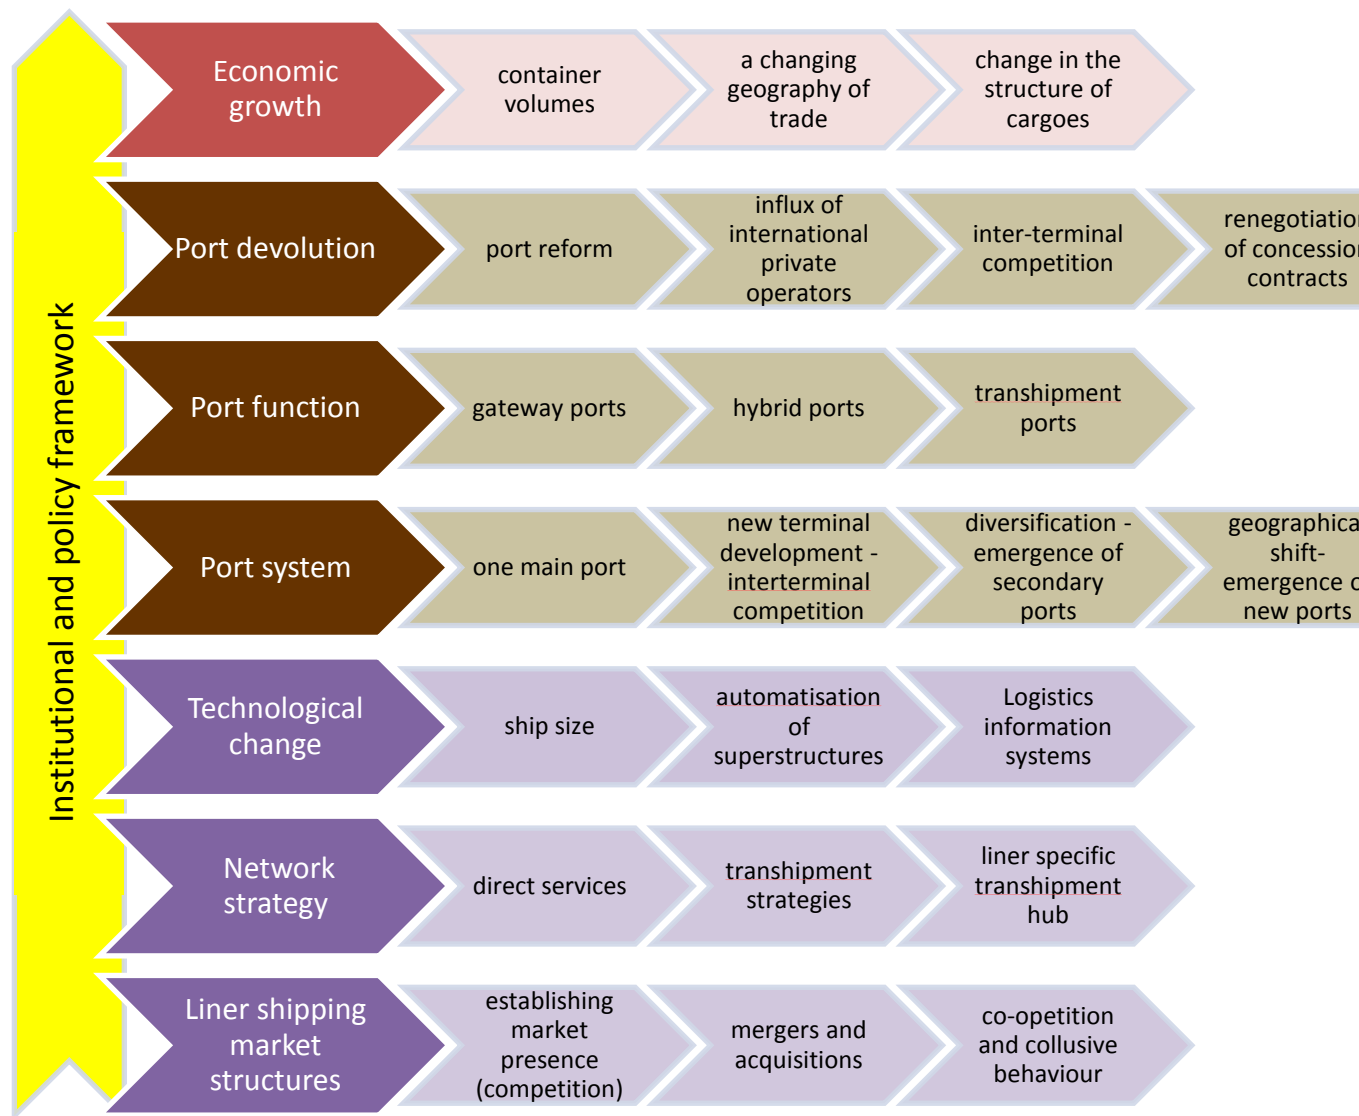 Institutional and policy framework
Economic
growth
container
volumes
a changing
geography of
trade
change in the
structure of
cargoes
Port devolution
port reform
influx of
international
private
operators
inter-terminal
competition
renegotiation
of concession
contracts
Port function
gateway ports
hybrid ports
transhipment
ports
Port system
one main port
new terminal
development -
interterminal
competition
diversification -
emergence of
secondary
ports
geographical
shift-
emergence of
new ports
Technological
change
ship size
automatisation
of
superstructures
Logistics
information
systems
Network
strategy
direct services
transhipment
strategies
liner specific
transhipment
hub
Liner shipping
market
structures
establishing
market
presence
(competition)
mergers and
acquisitions
co-opetition
and collusive
behaviour